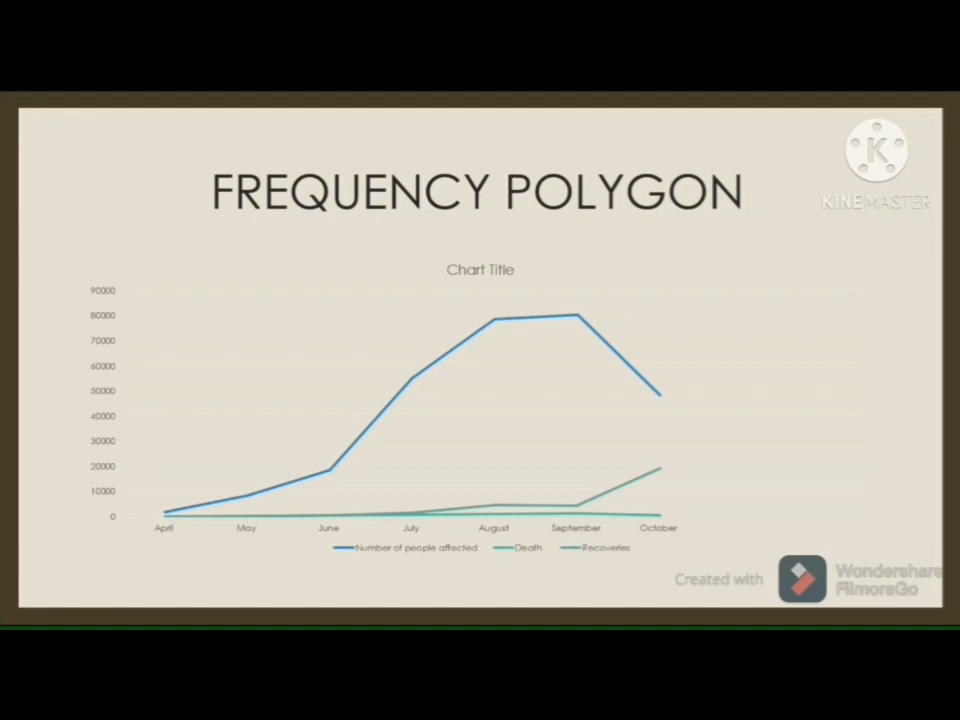 K
KINEMASTER
FREQUENCY POLYGON
Chart Title
90000
80000
70000
60000
50000
40000
30000
20000
10000
0
April May June July August September October
Number of people affected Death Recoveries
Created with
Wondershare
FilmoraGo